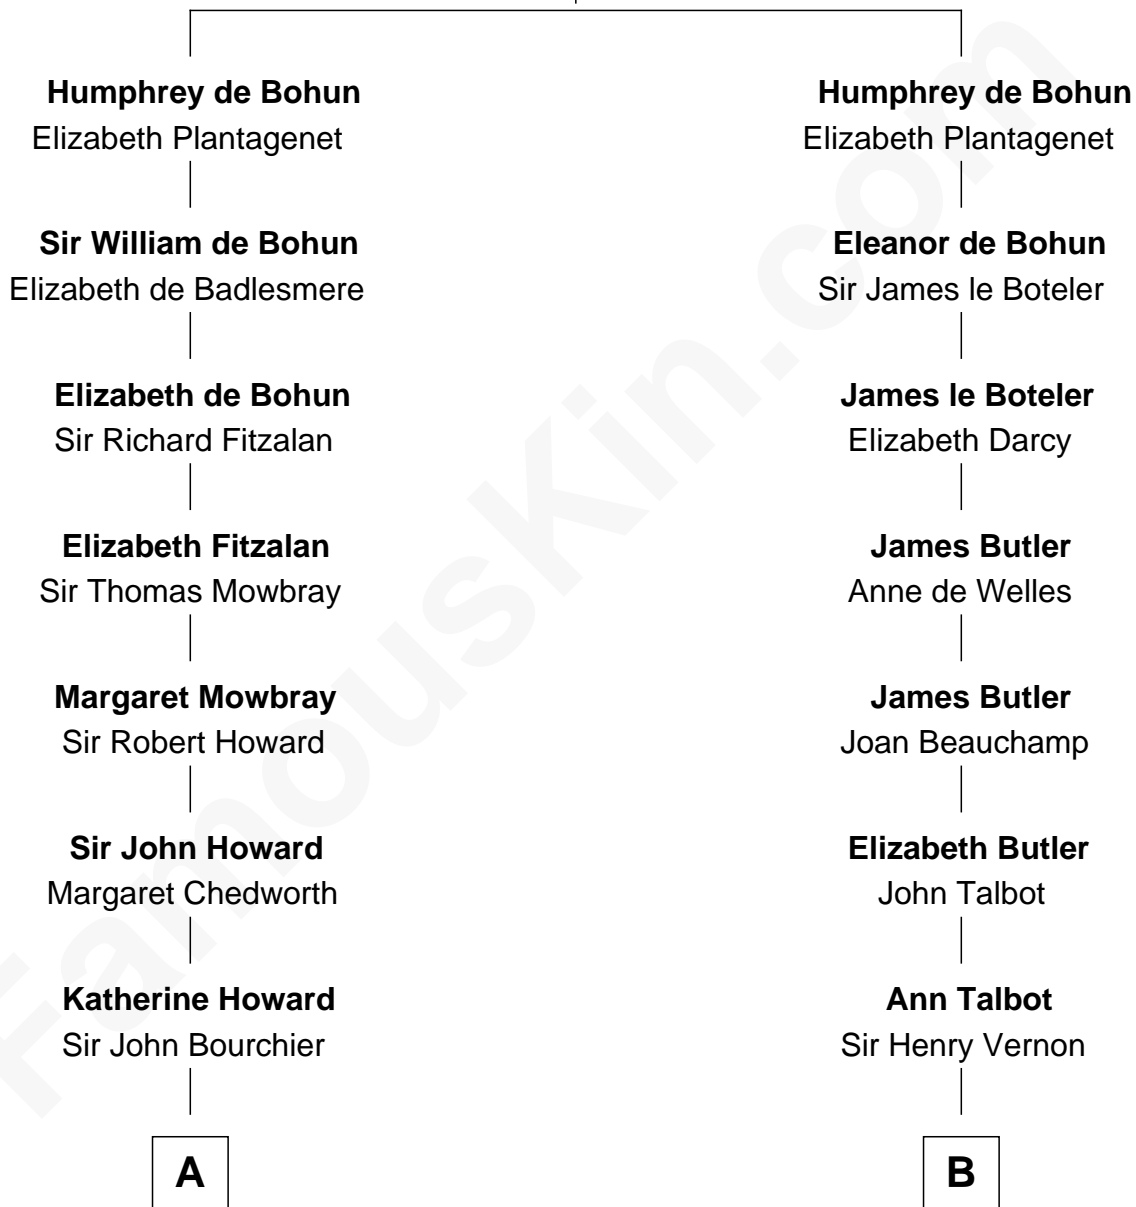 Humphrey de Bohun
Elizabeth Plantagenet
Sir William de Bohun
Elizabeth de Badlesmere
Elizabeth de Bohun
Sir Richard Fitzalan
Elizabeth Fitzalan
Sir Thomas Mowbray
Margaret Mowbray
Sir Robert Howard
Sir John Howard
Margaret Chedworth
Katherine Howard
Sir John Bourchier
A
Humphrey de Bohun
Elizabeth Plantagenet
Eleanor de Bohun
Sir James le Boteler
James le Boteler
Elizabeth Darcy
James Butler
Anne de Welles
James Butler
Joan Beauchamp
Elizabeth Butler
John Talbot
Ann Talbot
Sir Henry Vernon
B
FamousKin.com